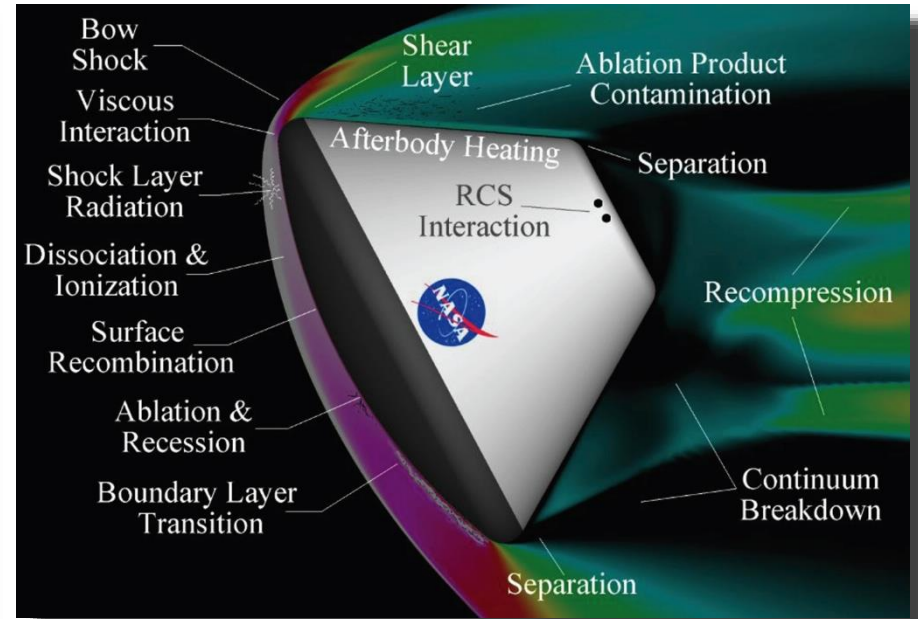 Bow
Shock
Viscous
Interaction
Shock Layer
Radiation
Dissociation &
Ionization
Surface
Recombination
Ablation &
Recession
Boundary Layer
Transition
Shear
Layer
Ablation Product
Contamination
Afterbody Heating
Separation
RCS
Interaction
NASA
Recompression
Continuum
Breakdown
Separation